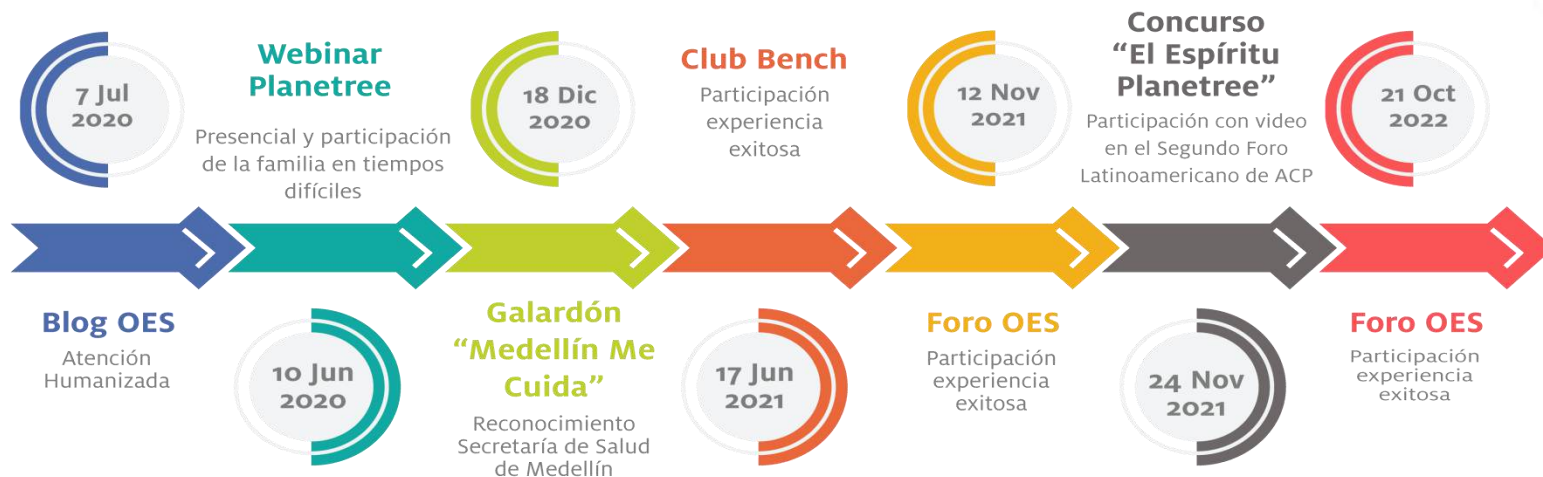 7 Jul
2020
Blog OES
Atención
Humanizada
Webinar
Planetree
Presencial y participación
de la familia en tiempos
difíciles
10 Jun
2020
18 Dic
2020
Galardón
“Medellín Me
Cuida”
Reconocimiento
Secretaría de Salud
de Medellín
Club Bench
Participación
experiencia
exitosa
17 Jun
2021
12 Nov
2021
Foro OES
Participación
experiencia
exitosa
Concurso
“El Espíritu
Planetree”
Participación con video
en el Segundo Foro
Latinoamericano de ACP
24 Nov
2021
21 Oct
2022
Foro OES
Participación
experiencia
exitosa